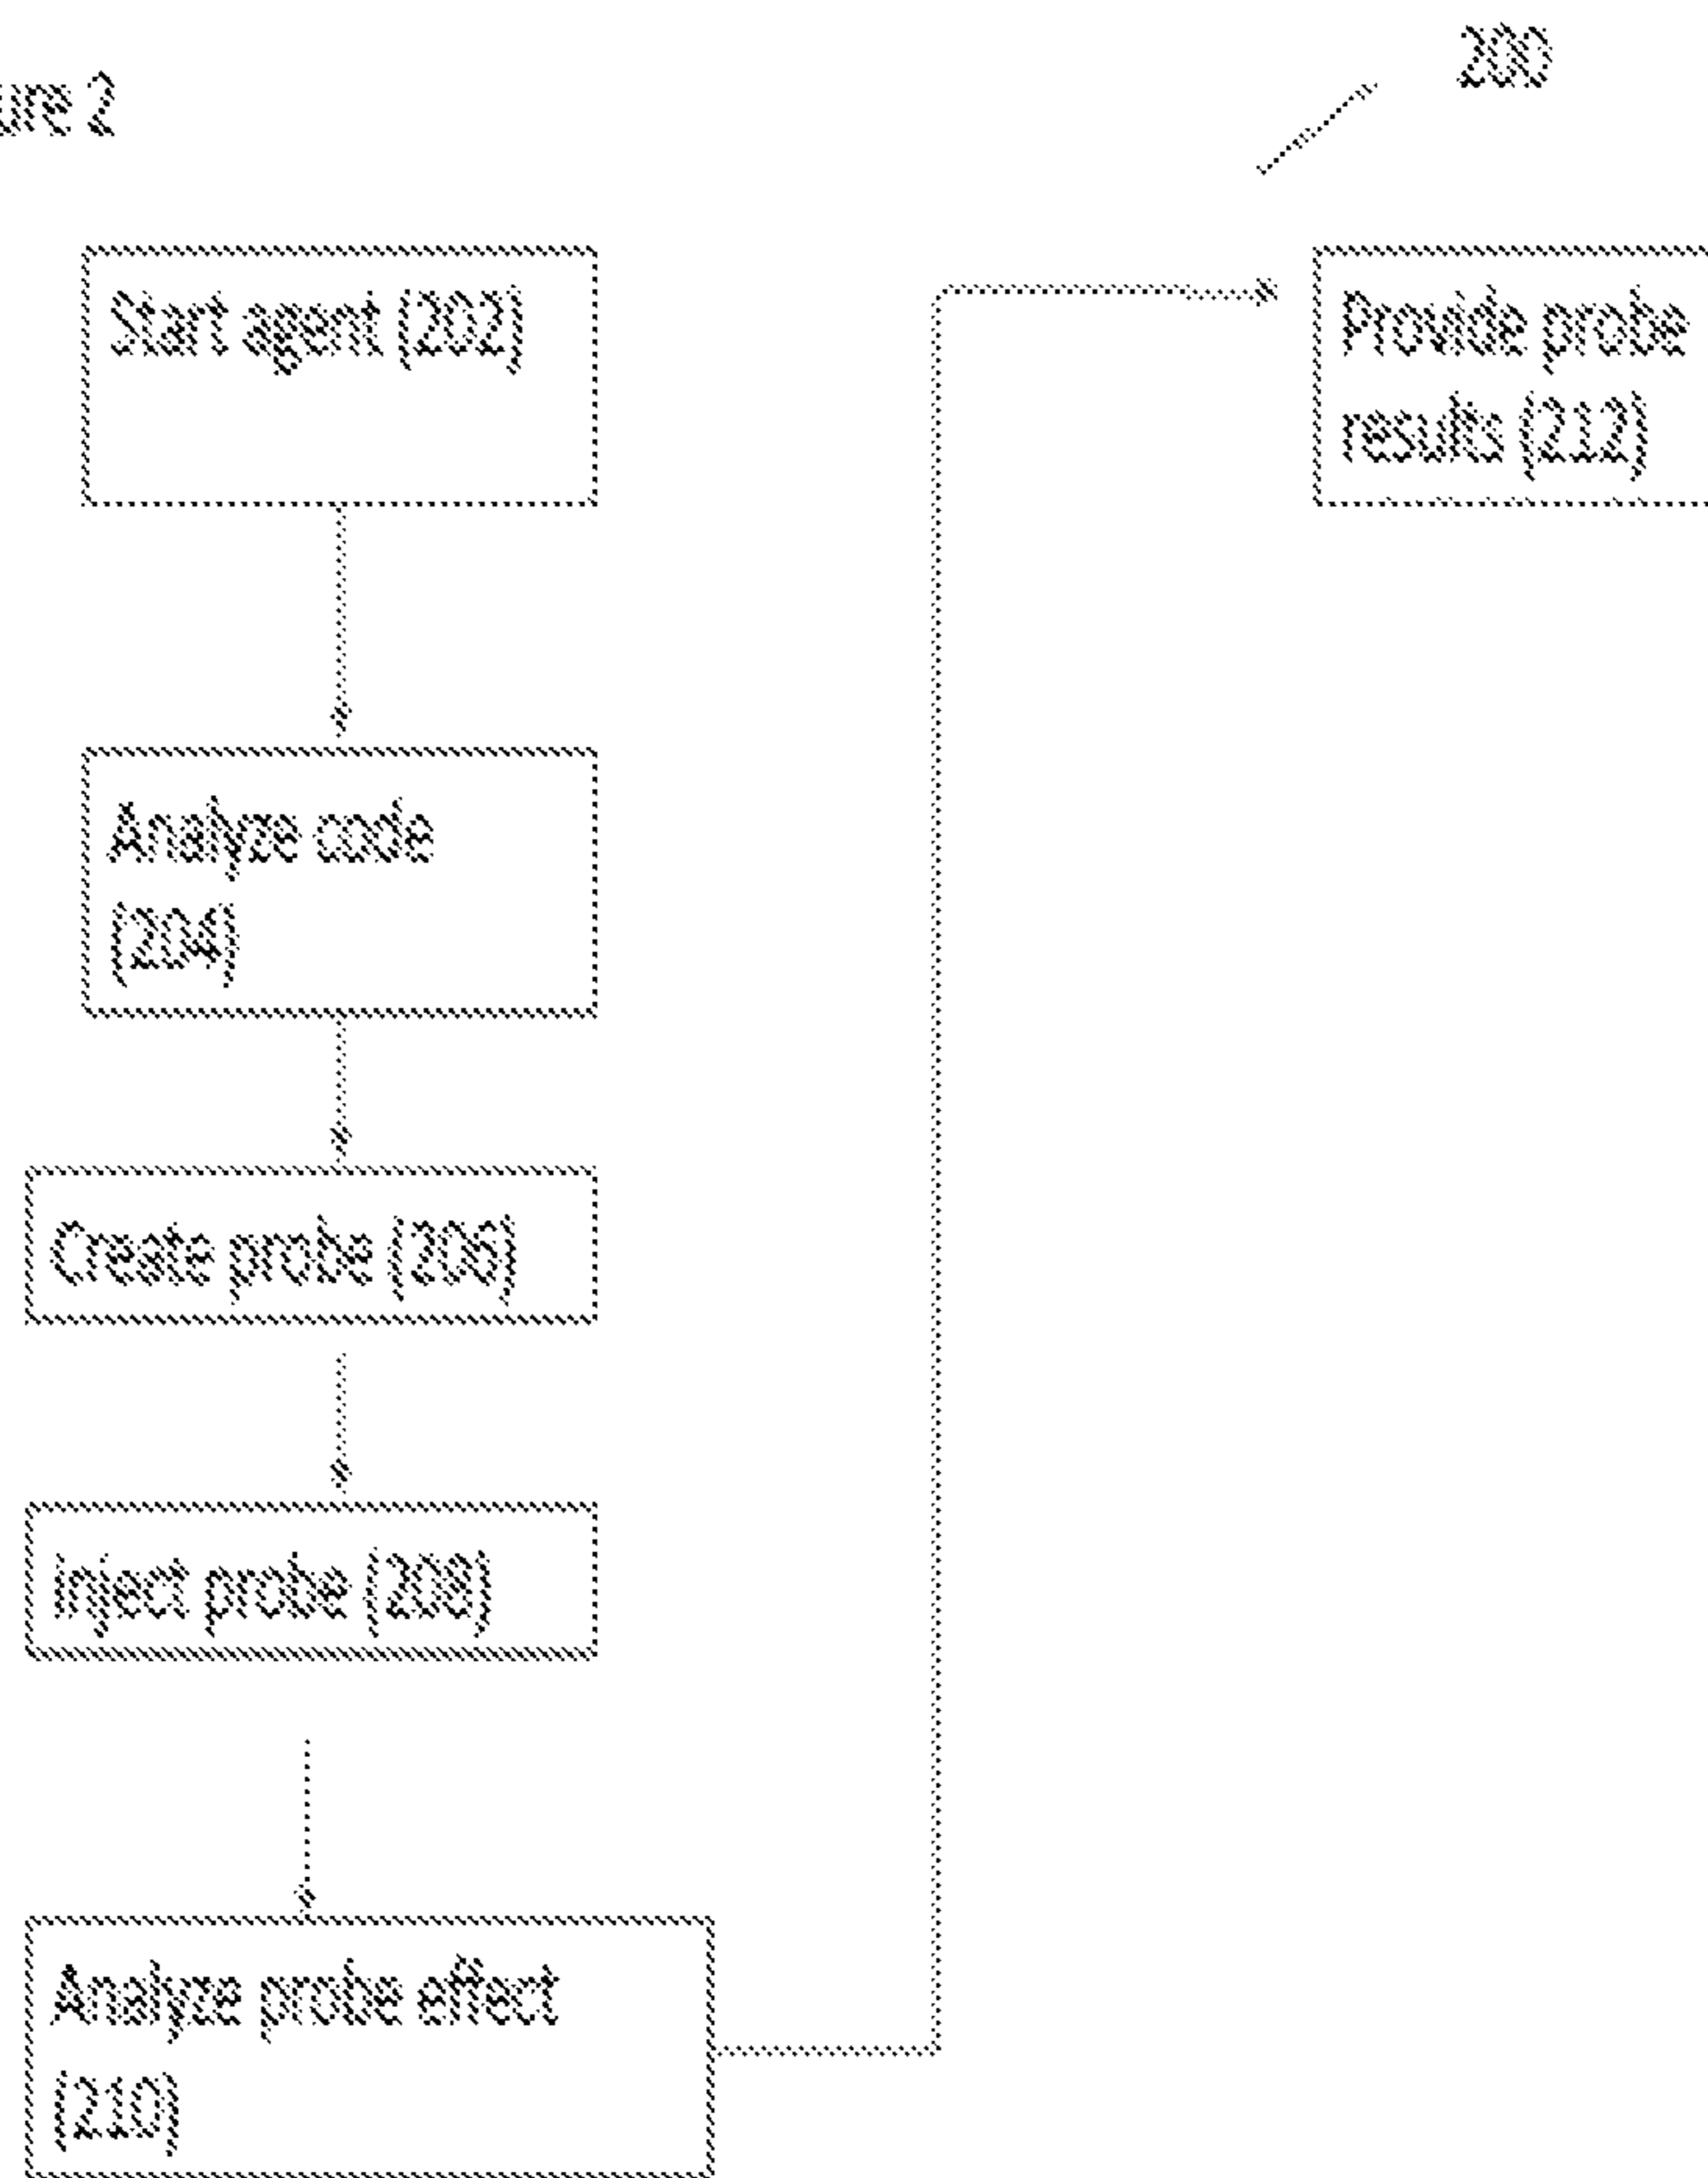 ure 2
200
Start agent (202)
Analyze code
(204)
Create probe (206)
Inject probe (208)
Analyze probe effect
(210)
Provide probe
results (212)